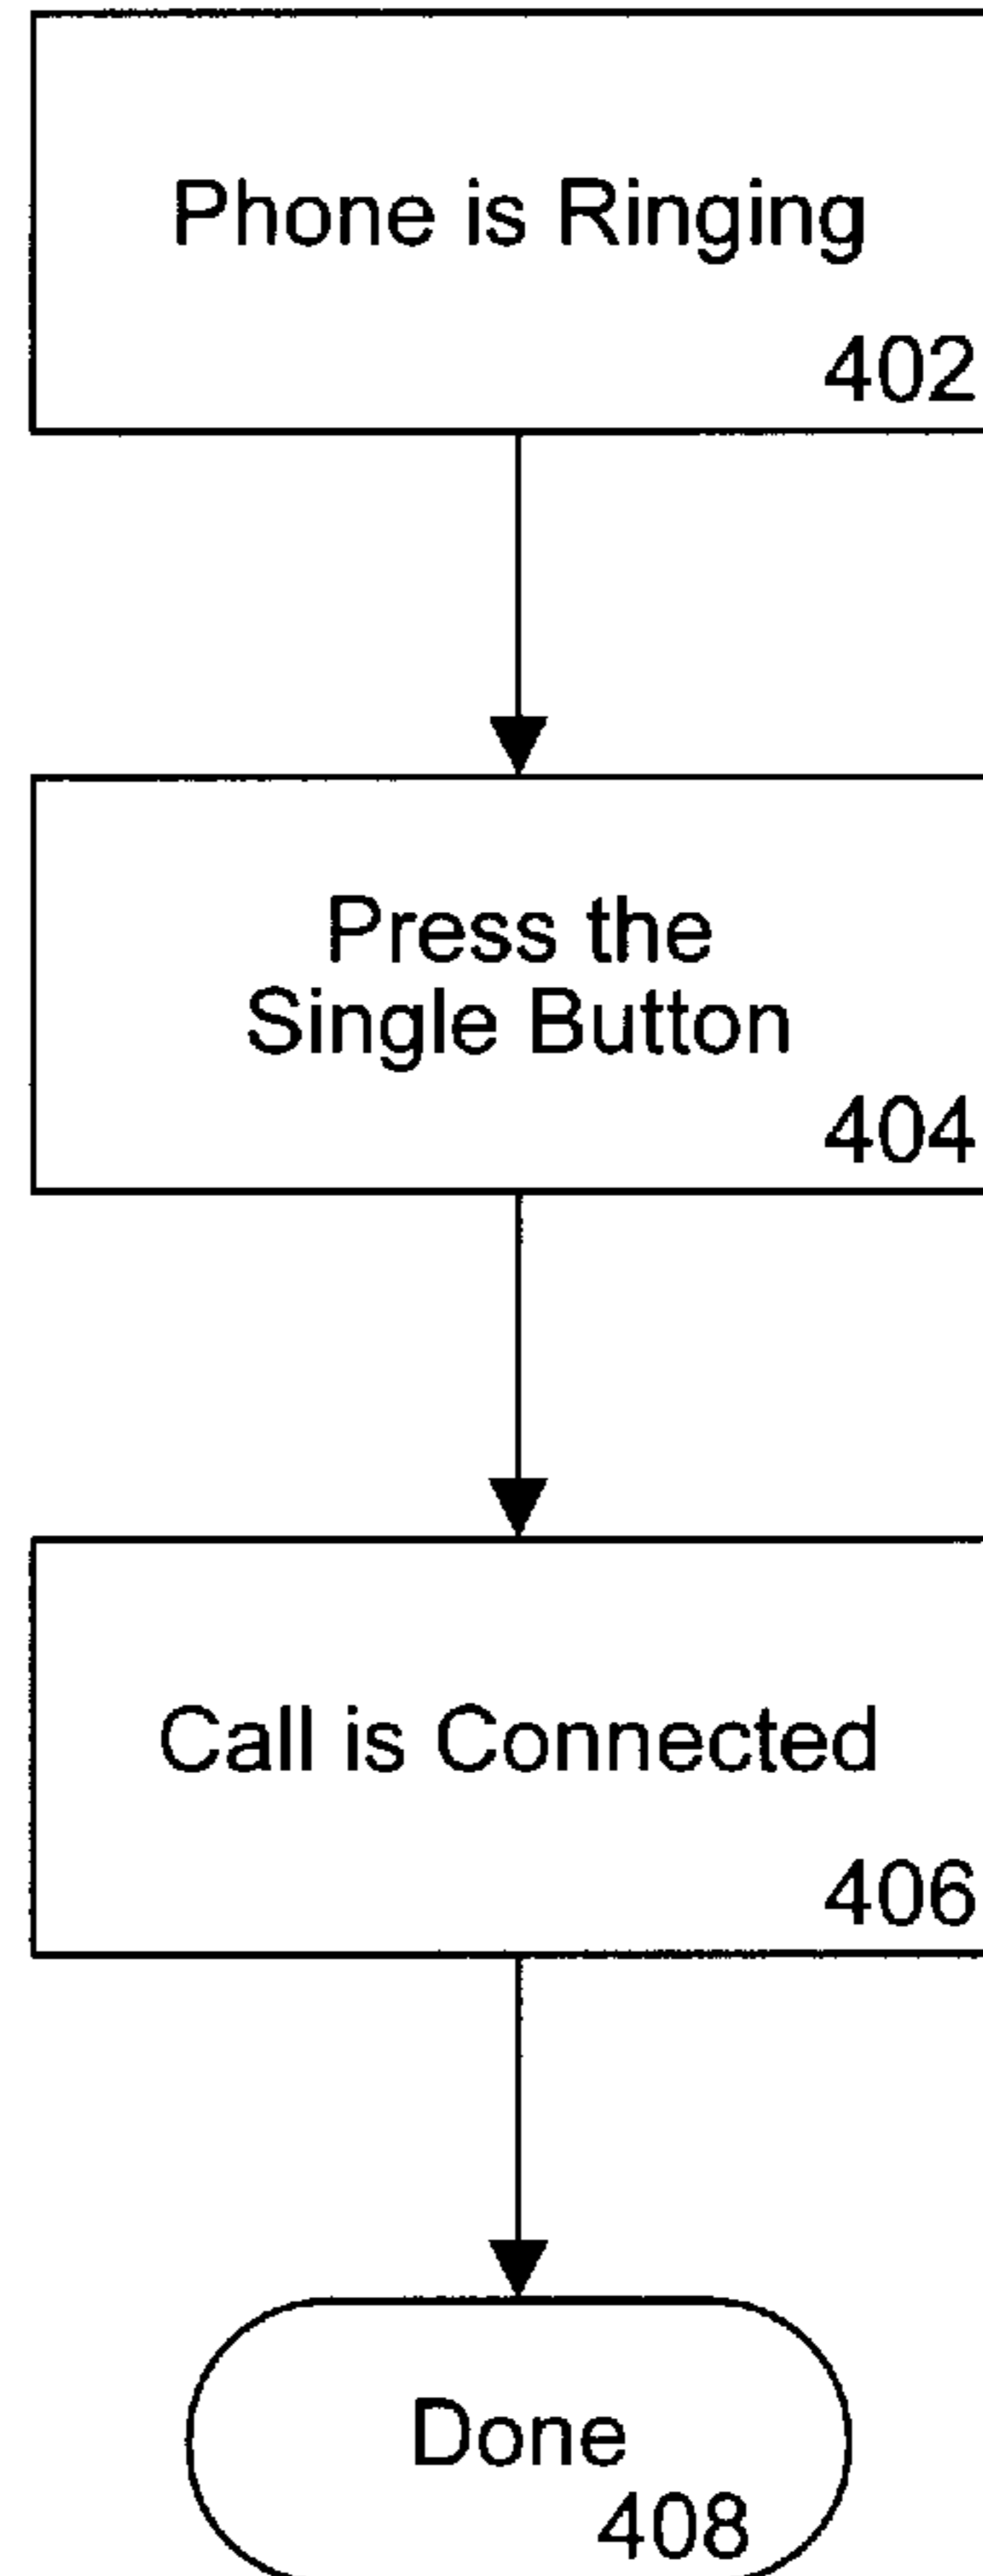 Phone is Ringing
402
Press the
Single Button
404
Call is Connected
406
Done
408